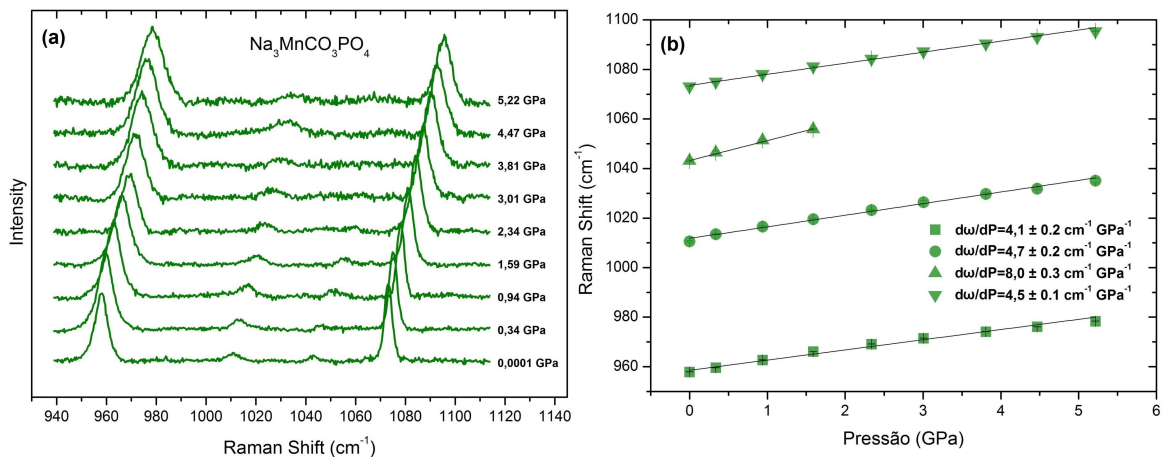 (a)
Na3MnCO3PO4
5,22 GPa
4,47 GPa
3,81 GPa
3,01 GPa
2,34 GPa
1,59 GPa
0,94 GPa
0,34 GPa
0,0001 GPa
Intensity
940 960 980 1000 1020 1040 1060 1080 1100 1120 1140
Raman Shift (cm-1)
(b)
1100
1080
1060
1040
1020
1000
980
960
Raman Shift (cm-1)
dω/dP=4,1 ± 0.2 cm-1 GPa-1
dω/dP=4,7 ± 0.2 cm-1 GPa-1
dω/dP=8,0 ± 0.3 cm-1 GPa-1
dω/dP=4,5 ± 0.1 cm-1 GPa-1
0 1 2 3 4 5 6
Pressão (GPa)